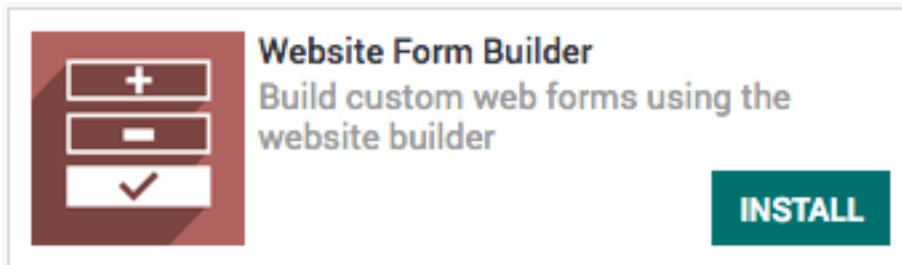 Website Form Builder
Build custom web forms using the
website builder
INSTALL